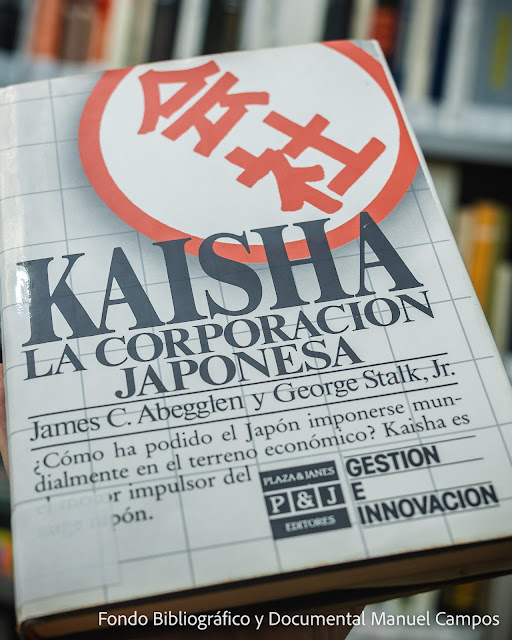 会社
KAISHA
LA CORPORACION
JAPONESA
James C. Abegglen y George Stalk, Jr.
¿Cómo ha podido el Japón imponerse mun-
dialmente en el terreno económico? Kaisha es
impulsor del
pón.
PLAZA & JANES
P&J
EDITORES
GESTION
E
INNOVACION
Fondo Bibliográfico y Documental Manuel Campos